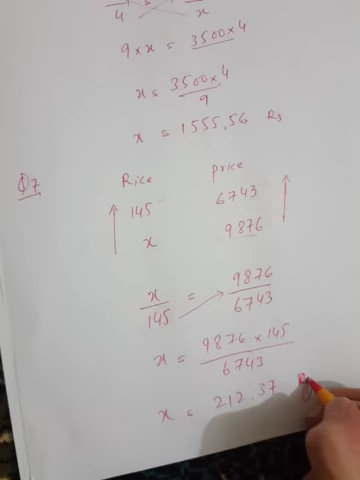 4 x
9 × x = 3500 × 4
x = 3500 × 4
9
x = 1555.56 Rs
Q7 Rice price
145 6743
x 9876
x = 9876
145 6743
x = 9876 × 145
6743
x = 212.37